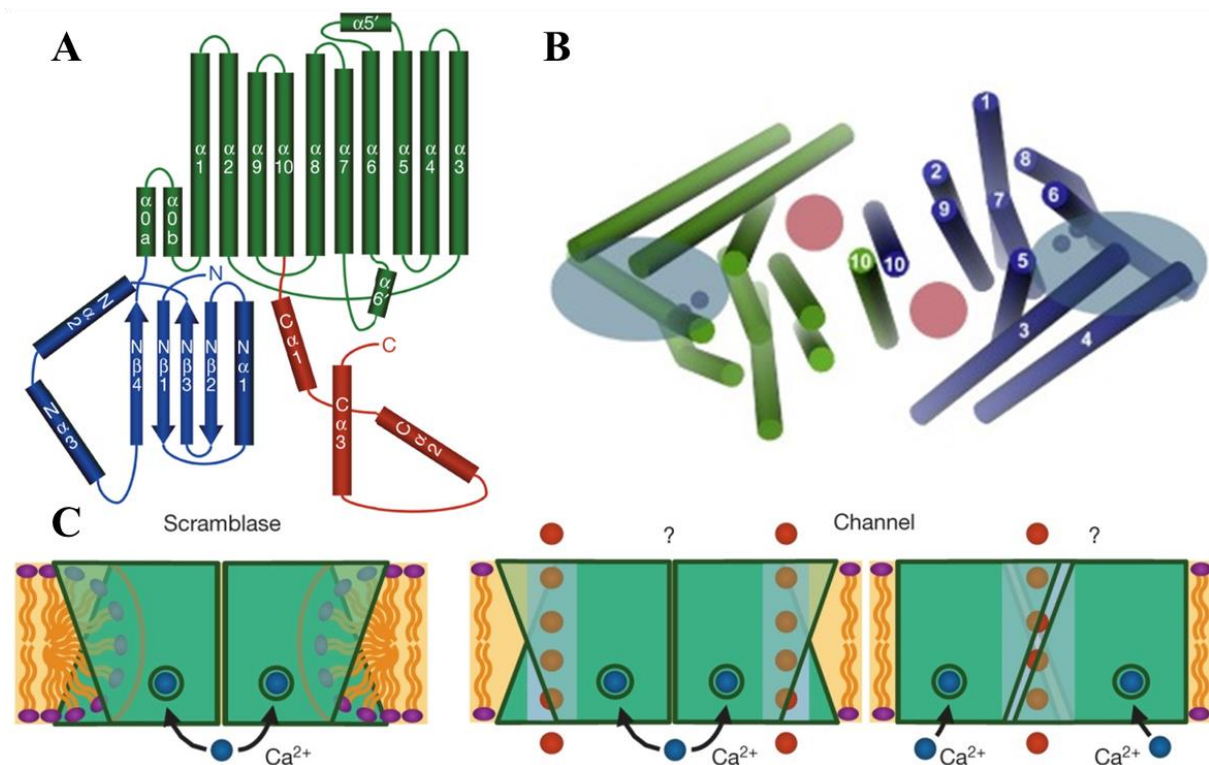 A
α5′
α1
α2
α9
α10
α8
α7
α6
α5
α4
α3
α0a
α0b
α6′
N
Nα2
Nα3
Nβ4
Nβ1
Nβ3
Nβ2
Nα1
Cα1
C
Cα3
Cα2
B
1
2
8
9
7
6
10
10
5
3
4
C
Scramblase
?
Channel
?
Ca2+
Ca2+
Ca2+
Ca2+